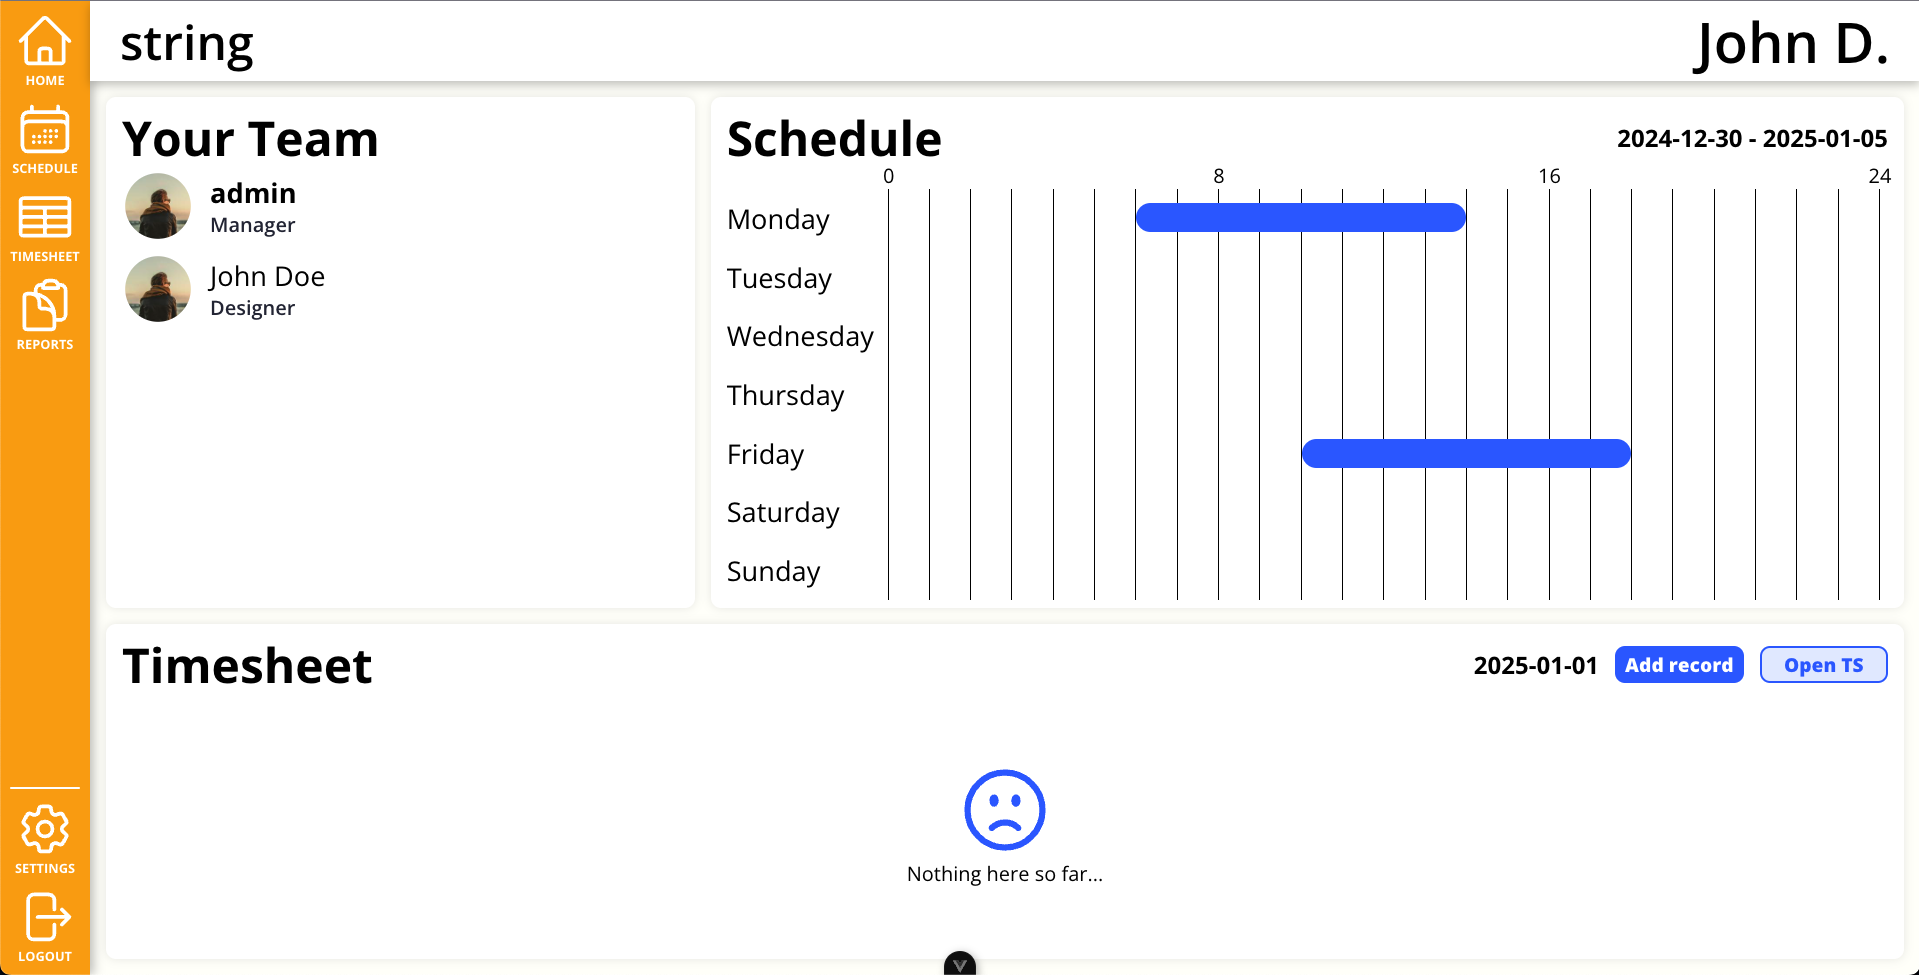 string
John D.
HOME
SCHEDULE
TIMESHEET
REPORTS
SETTINGS
LOGOUT
Your Team
admin
Manager
John Doe
Designer
Schedule
2024-12-30 - 2025-01-05
0 8 16 24
Monday
Tuesday
Wednesday
Thursday
Friday
Saturday
Sunday
Timesheet
2025-01-01
Add record
Open TS
Nothing here so far...